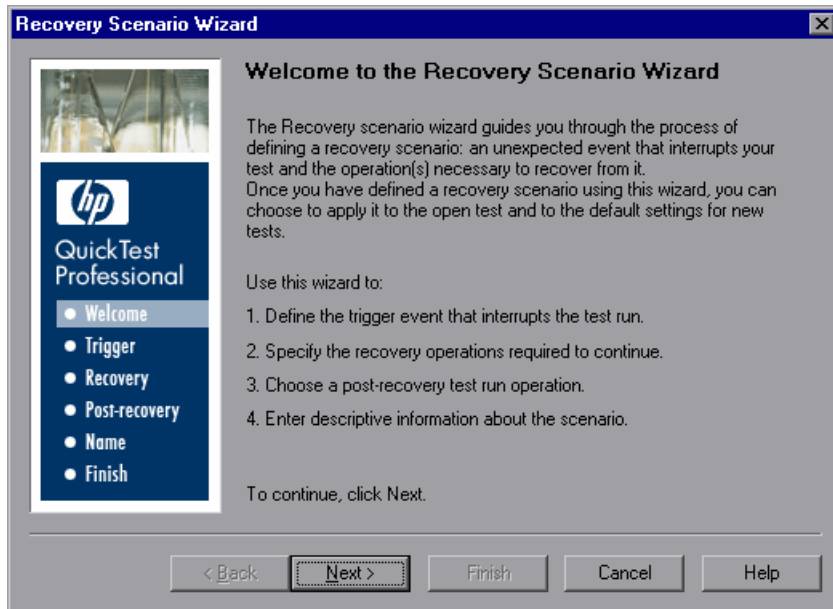 Recovery Scenario Wizard
Welcome to the Recovery Scenario Wizard
The Recovery scenario wizard guides you through the process of
defining a recovery scenario: an unexpected event that interrupts your
test and the operation(s) necessary to recover from it.
Once you have defined a recovery scenario using this wizard, you can
choose to apply it to the open test and to the default settings for new
tests.
Use this wizard to:
1. Define the trigger event that interrupts the test run.
2. Specify the recovery operations required to continue.
3. Choose a post-recovery test run operation.
4. Enter descriptive information about the scenario.
To continue, click Next.
hp
QuickTest
Professional
Welcome
Trigger
Recovery
Post-recovery
Name
Finish
< Back
Next >
Finish
Cancel
Help